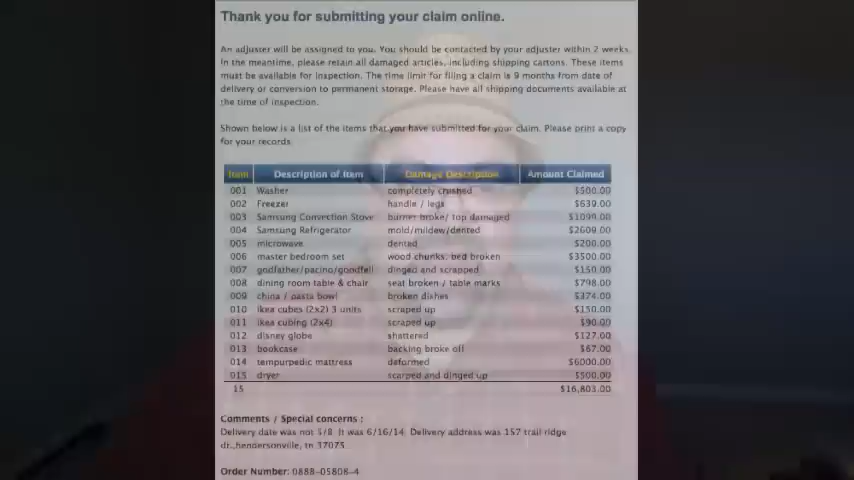 Thank you for submitting your claim online.
An adjuster will be assigned to you. You should be contacted by your adjuster within 2 weeks.
In the meantime, please retain all damaged articles, including shipping cartons. These items
must be available for inspection. The time limit for filing a claim is 9 months from date of
delivery or conversion to permanent storage. Please have all shipping documents available at
the time of inspection.
Shown below is a list of the items that you have submitted for your claim. Please print a copy
for your records.
Item Description of Item Damage Description Amount Claimed
001 Washer completely crushed $500.00
002 Freezer handle / legs $639.00
003 Samsung Convection Stove burner broke/ top damaged $1099.00
004 Samsung Refrigerator mold/mildew/dented $2609.00
005 microwave dented $200.00
006 master bedroom set wood chunks, bed broken $3500.00
007 godfather/pacino/goodfell dinged and scrapped $150.00
008 dining room table & chair seat broken / table marks $798.00
009 china / pasta bowl broken dishes $374.00
010 ikea cubes (2x2) 3 units scraped up $150.00
011 ikea cubing (2x4) scraped up $90.00
012 disney globe shattered $127.00
013 bookcase backing broke off $67.00
014 tempurpedic mattress deformed $6000.00
015 dryer scarped and dinged up $500.00
15 $16,803.00
Comments / Special concerns :
Delivery date was not 5/8. It was 6/16/14. Delivery address was 157 trail ridge
dr.,hendersonville, tn 37075
Order Number: 0888-05808-4